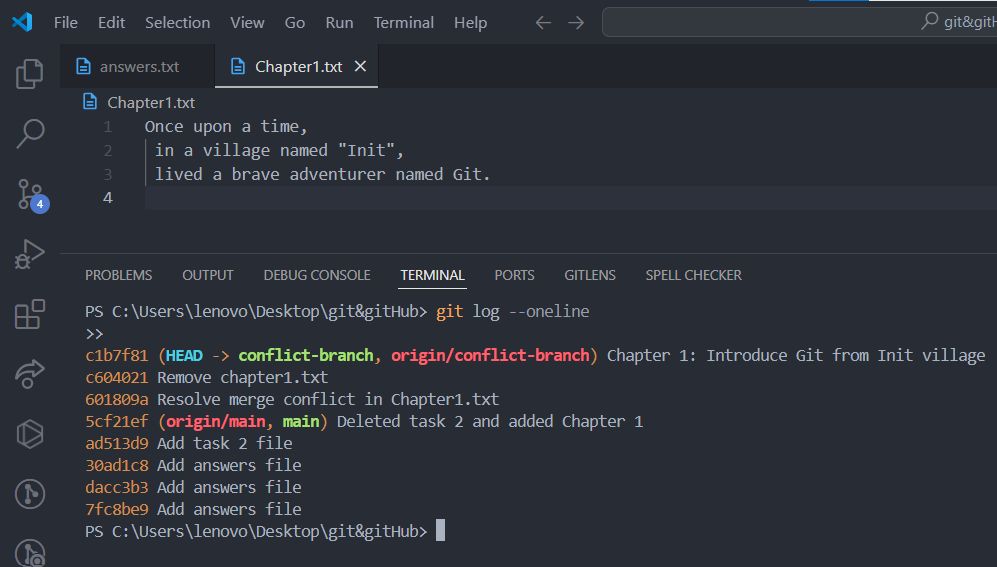 File Edit Selection View Go Run Terminal Help git&gitH
answers.txt Chapter1.txt
Chapter1.txt
1 Once upon a time,
2 in a village named "Init",
3 lived a brave adventurer named Git.
4
4
PROBLEMS OUTPUT DEBUG CONSOLE TERMINAL PORTS GITLENS SPELL CHECKER
PS C:\Users\lenovo\Desktop\git&gitHub> git log --oneline
>>
c1b7f81 (HEAD -> conflict-branch, origin/conflict-branch) Chapter 1: Introduce Git from Init village
c604021 Remove chapter1.txt
601809a Resolve merge conflict in Chapter1.txt
5cf21ef (origin/main, main) Deleted task 2 and added Chapter 1
ad513d9 Add task 2 file
30ad1c8 Add answers file
dacc3b3 Add answers file
7fc8be9 Add answers file
PS C:\Users\lenovo\Desktop\git&gitHub>